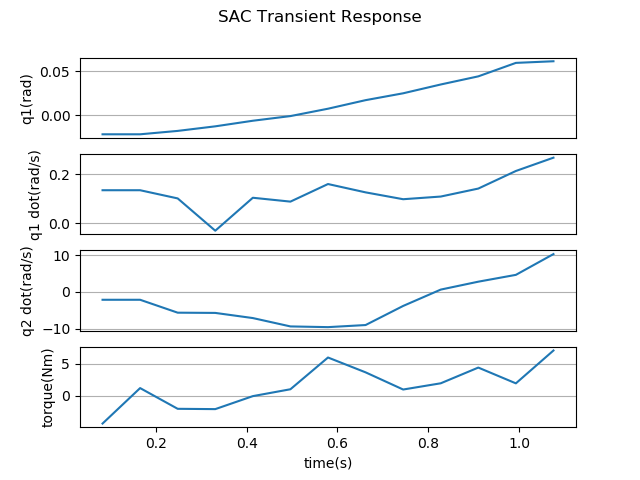 SAC Transient Response
q1(rad)
0.05
0.00
q1 dot(rad/s)
0.2
0.0
q2 dot(rad/s)
10
0
−10
torque(Nm)
5
0
0.2 0.4 0.6 0.8 1.0
time(s)